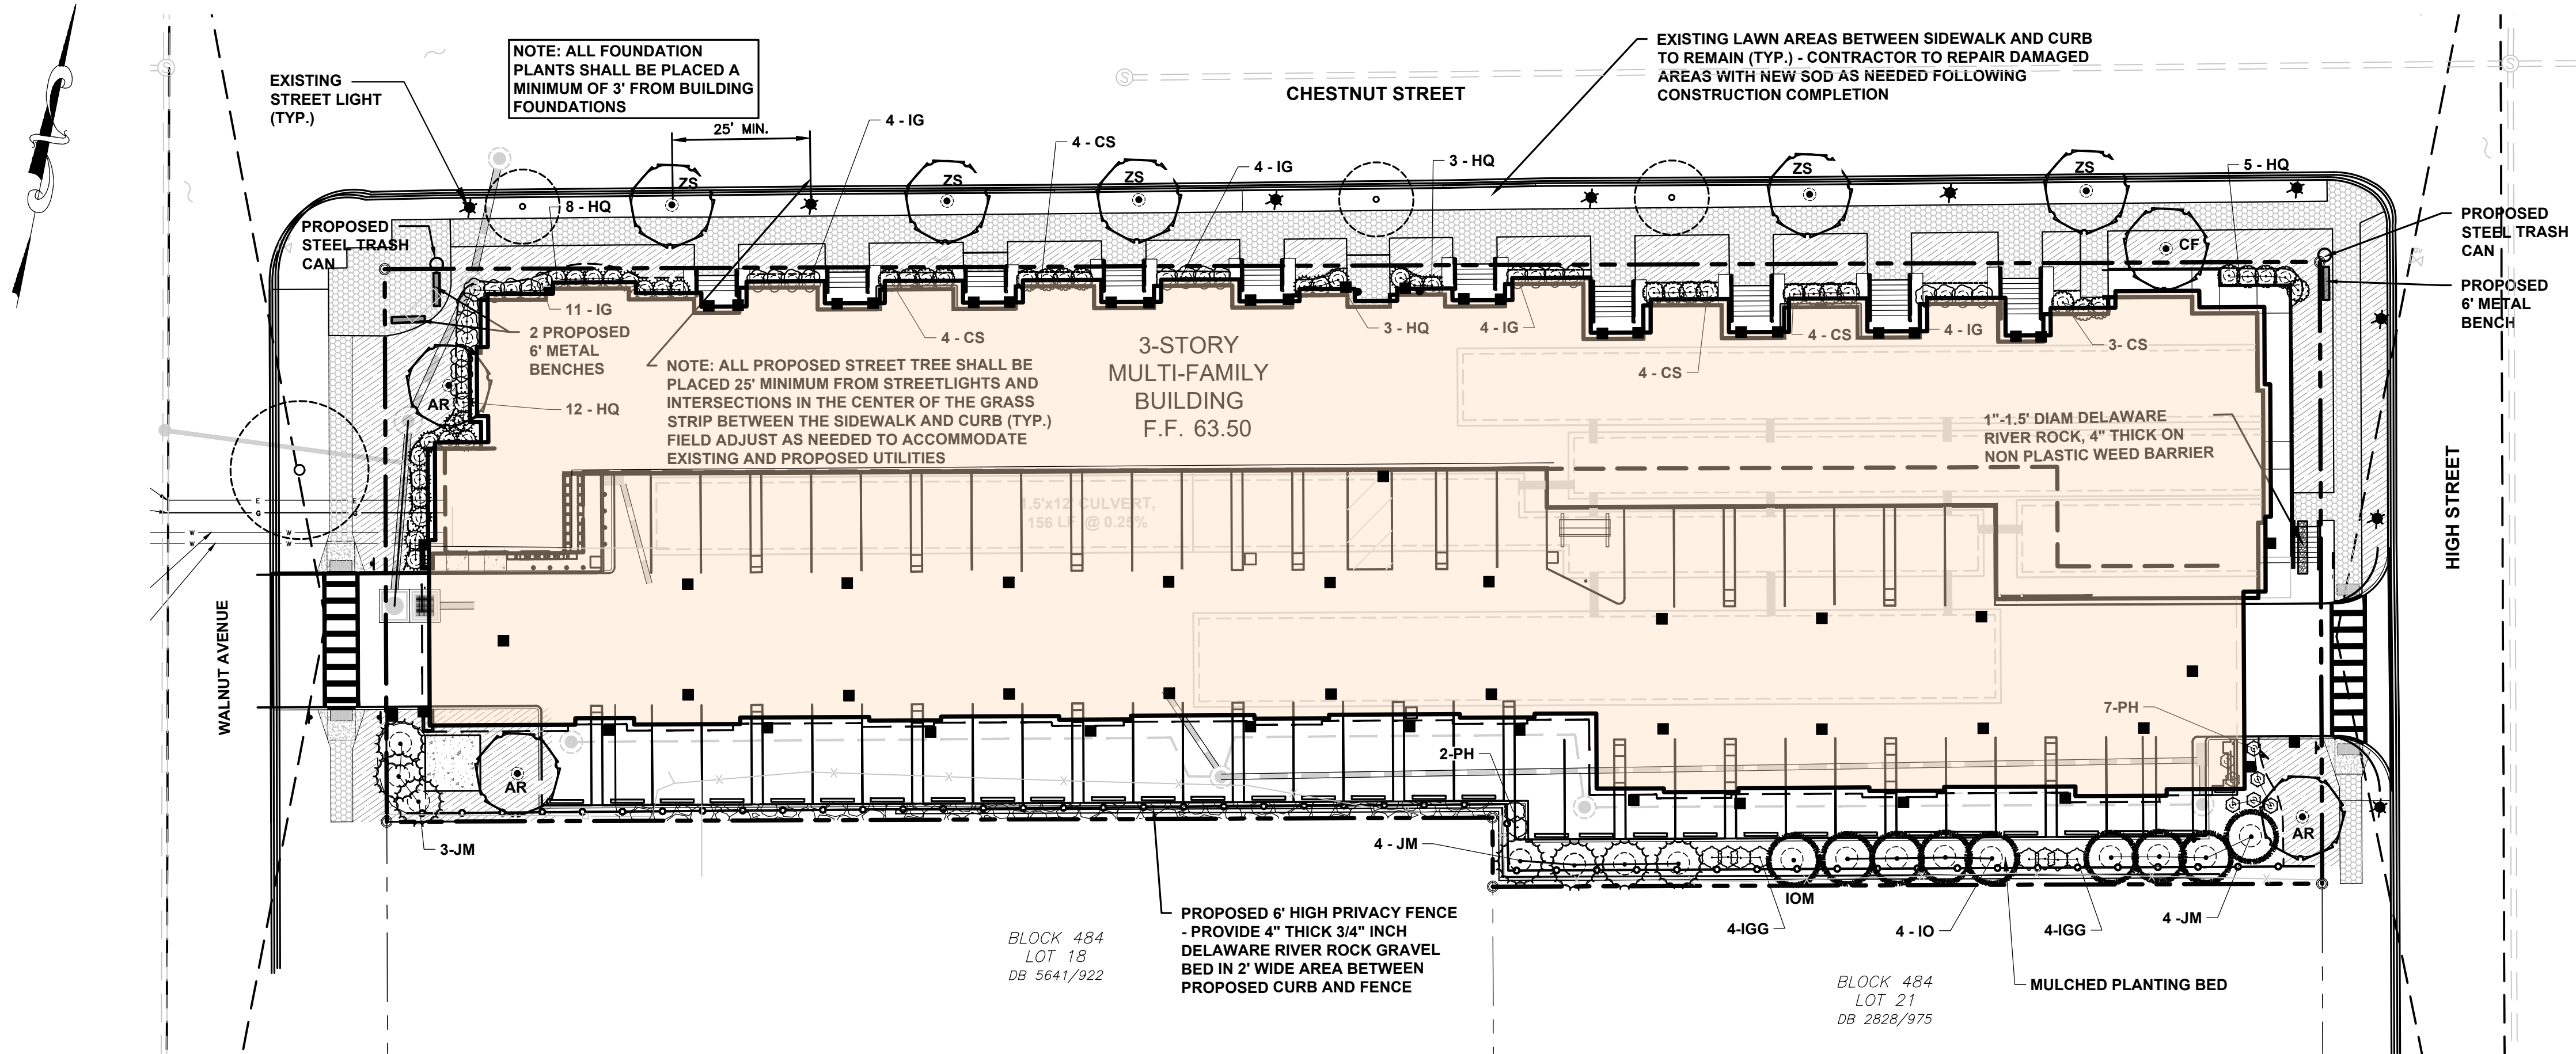 NOTE: ALL FOUNDATION
PLANTS SHALL BE PLACED A
MINIMUM OF 3' FROM BUILDING
FOUNDATIONS
EXISTING
STREET LIGHT
(TYP.)
25' MIN.
4 - IG
4 - CS
4 - IG
3 - HQ
CHESTNUT STREET
EXISTING LAWN AREAS BETWEEN SIDEWALK AND CURB
TO REMAIN (TYP.) - CONTRACTOR TO REPAIR DAMAGED
AREAS WITH NEW SOD AS NEEDED FOLLOWING
CONSTRUCTION COMPLETION
S
S
S
5 - HQ
ZS
ZS
ZS
ZS
ZS
8 - HQ
PROPOSED
STEEL TRASH
CAN
CF
PROPOSED
STEEL TRASH
CAN
PROPOSED
6' METAL
BENCH
11 - IG
2 PROPOSED
6' METAL
BENCHES
4 - CS
3 - HQ
4 - IG
4 - CS
4 - CS
4 - IG
3- CS
3-STORY
MULTI-FAMILY
BUILDING
F.F. 63.50
NOTE: ALL PROPOSED STREET TREE SHALL BE
PLACED 25' MINIMUM FROM STREETLIGHTS AND
INTERSECTIONS IN THE CENTER OF THE GRASS
STRIP BETWEEN THE SIDEWALK AND CURB (TYP.)
FIELD ADJUST AS NEEDED TO ACCOMMODATE
EXISTING AND PROPOSED UTILITIES
AR
12 - HQ
1"-1.5' DIAM DELAWARE
RIVER ROCK, 4" THICK ON
NON PLASTIC WEED BARRIER
HIGH STREET
1.5'x12' CULVERT,
156 LF @ 0.25%
E
E
G
G
W
W
W
W
WALNUT AVENUE
7-PH
2-PH
AR
AR
X
X
X
X
X
3-JM
4 - JM
IOM
4-IGG
4 - IO
4-IGG
4 -JM
PROPOSED 6' HIGH PRIVACY FENCE
- PROVIDE 4" THICK 3/4" INCH
DELAWARE RIVER ROCK GRAVEL
BED IN 2' WIDE AREA BETWEEN
PROPOSED CURB AND FENCE
BLOCK 484
LOT 18
DB 5641/922
BLOCK 484
LOT 21
DB 2828/975
MULCHED PLANTING BED